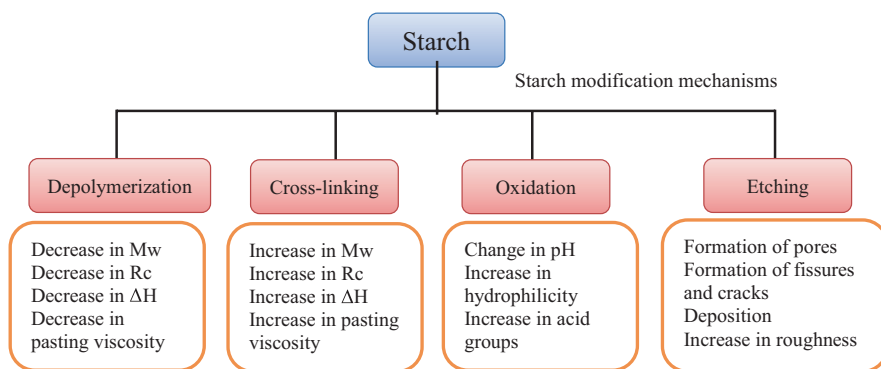 Starch
Starch modification mechanisms
Depolymerization
Cross-linking
Oxidation
Etching
Decrease in Mw
Decrease in Rc
Decrease in ΔH
Decrease in
pasting viscosity
Increase in Mw
Increase in Rc
Increase in ΔH
Increase in pasting
viscosity
Change in pH
Increase in
hydrophilicity
Increase in acid
groups
Formation of pores
Formation of fissures
and cracks
Deposition
Increase in roughness